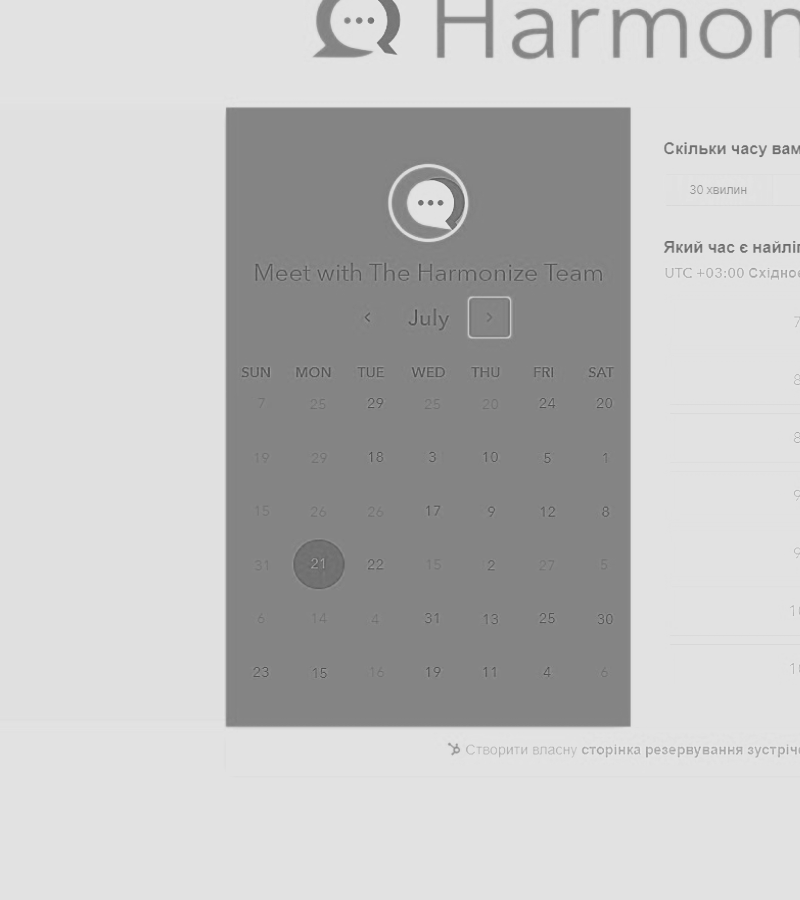 Harmon
Meet with The Harmonize Team
July
SUN MON TUE WED THU FRI SAT
7 25 29 25 20 24 20
19 29 18 3 10 5 1
15 26 26 17 9 12 8
31 21 22 15 2 27 5
6 14 4 31 13 25 30
23 15 16 19 11 4 6
Скільки часу вам
30 хвилин
Який час є найліп
UTC +03:00 Східноє
7
8
8
9
9
10
10
Створити власну сторінка резервування зустріче